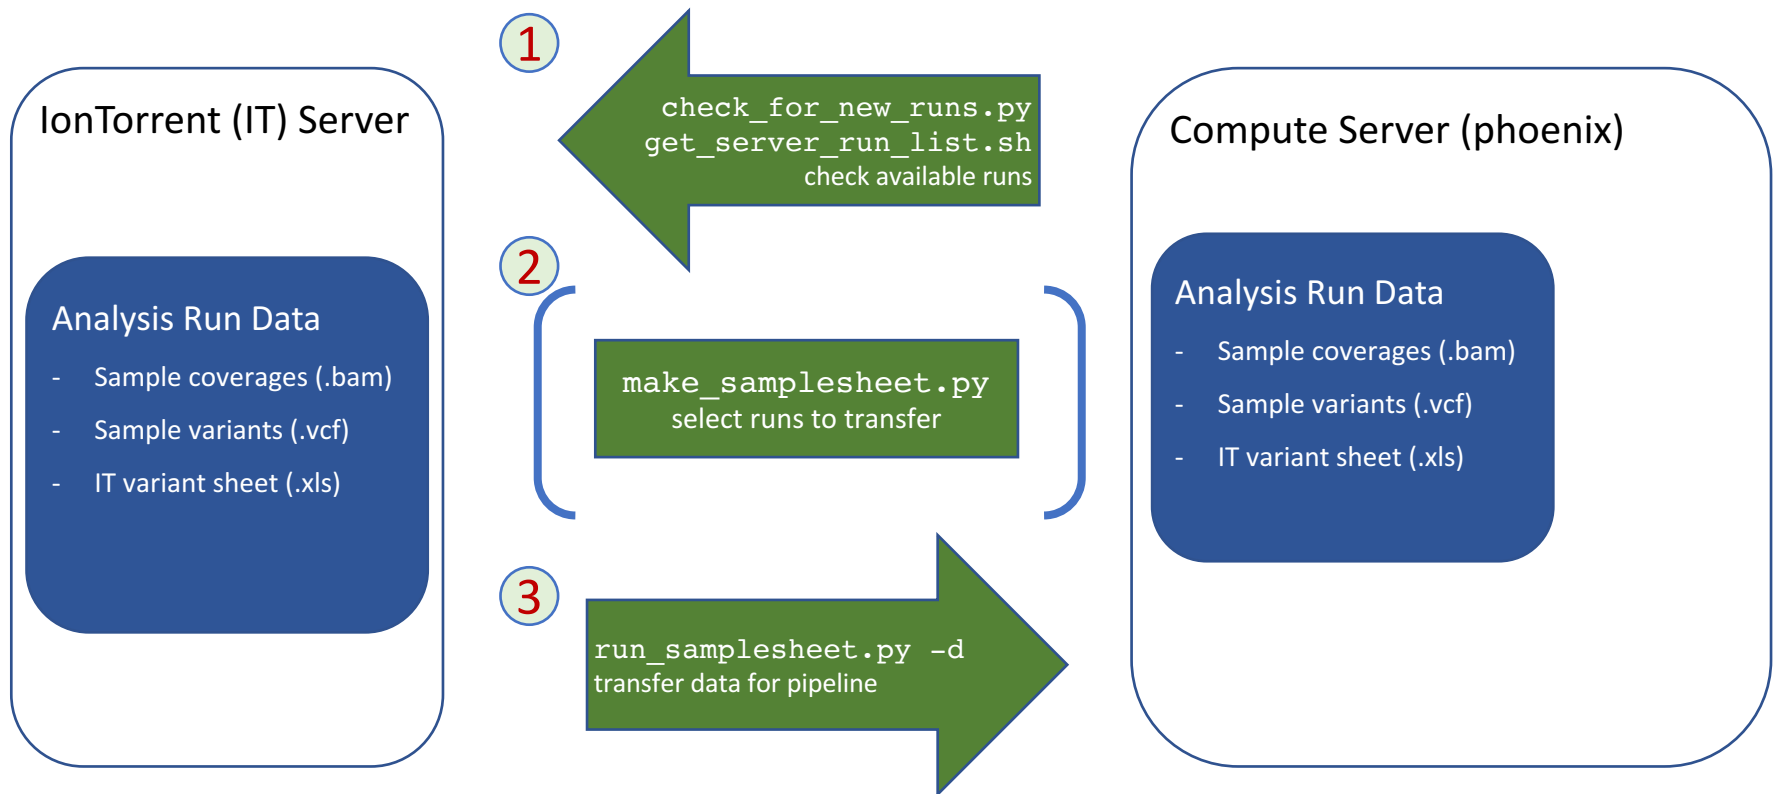 IonTorrent (IT) Server
Analysis Run Data
- Sample coverages (.bam)
- Sample variants (.vcf)
- IT variant sheet (.xls)
1
check_for_new_runs.py
get_server_run_list.sh
check available runs
2
make_samplesheet.py
select runs to transfer
3
run_samplesheet.py -d
transfer data for pipeline
Compute Server (phoenix)
Analysis Run Data
- Sample coverages (.bam)
- Sample variants (.vcf)
- IT variant sheet (.xls)